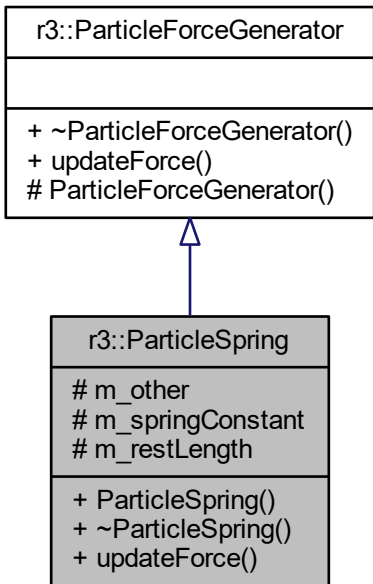 r3::ParticleForceGenerator
+ ~ParticleForceGenerator()
+ updateForce()
# ParticleForceGenerator()
r3::ParticleSpring
# m_other
# m_springConstant
# m_restLength
+ ParticleSpring()
+ ~ParticleSpring()
+ updateForce()